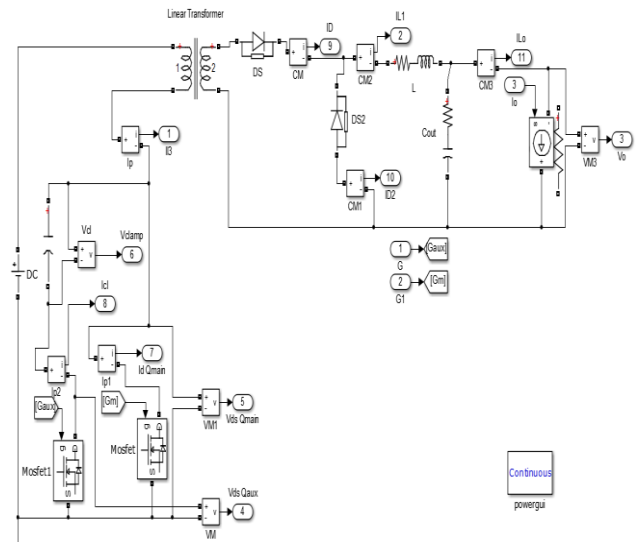 Linear Transformer
ID
9
IL1
2
ILo
11
1
2
DS
CM
CM2
L
CM3
3
Io
DS2
Cout
VM3
3
Vo
Ip
1
Il3
CM1
10
ID2
1
G
[Gaux]
2
G1
[Gm]
Vd
Vclamp
6
DC
Icl
8
Ip2
Ip1
7
Id Qmain
[Gaux]
[Gm]
VM1
5
Vds Qmain
Mosfet1
Mosfet
Vds Qaux
VM
4
Continuous
powergui